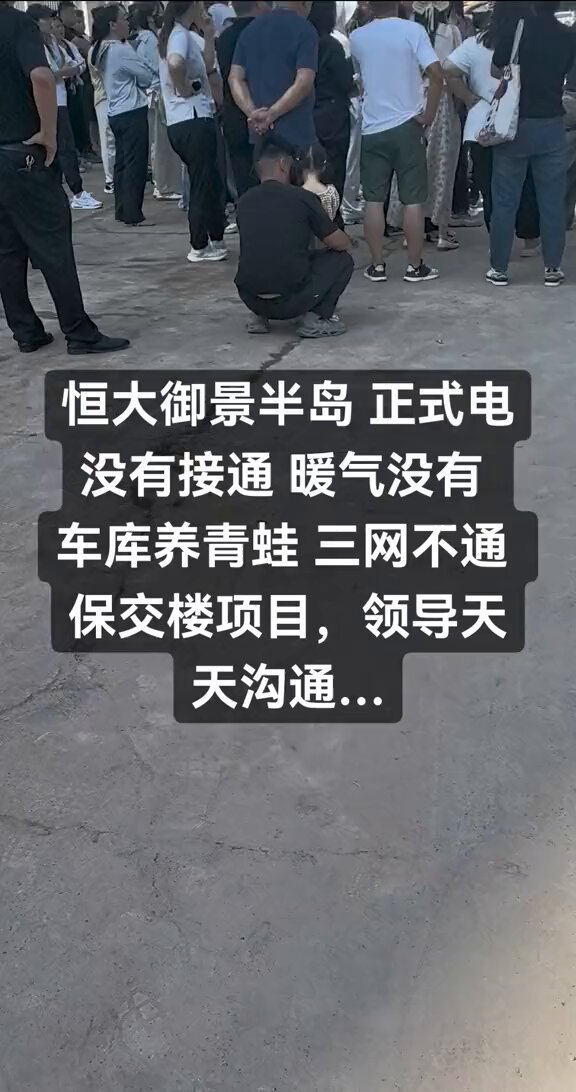 恒大御景半岛 正式电
没有接通 暖气没有
车库养青蛙 三网不通
保交楼项目，领导天
天沟通...